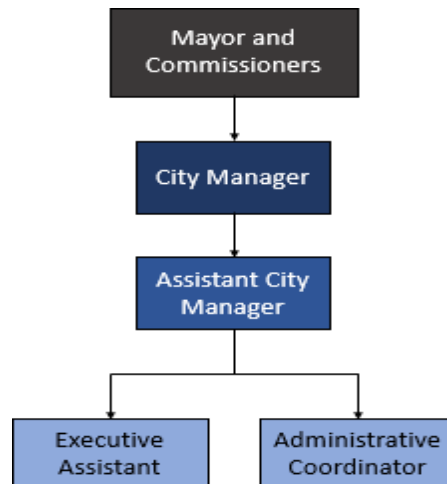 Mayor and
Commissioners
City Manager
Assistant City
Manager
Executive
Assistant
Administrative
Coordinator